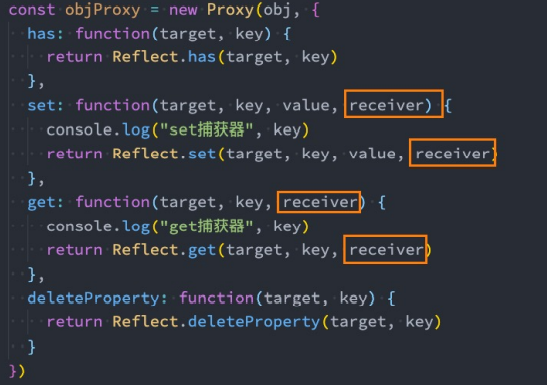 const objProxy = new Proxy(obj, {
  has: function(target, key) {
    return Reflect.has(target, key)
  },
  set: function(target, key, value, receiver) {
    console.log("set捕获器", key)
    return Reflect.set(target, key, value, receiver)
  },
  get: function(target, key, receiver) {
    console.log("get捕获器", key)
    return Reflect.get(target, key, receiver)
  },
  deleteProperty: function(target, key) {
    return Reflect.deleteProperty(target, key)
  }
})